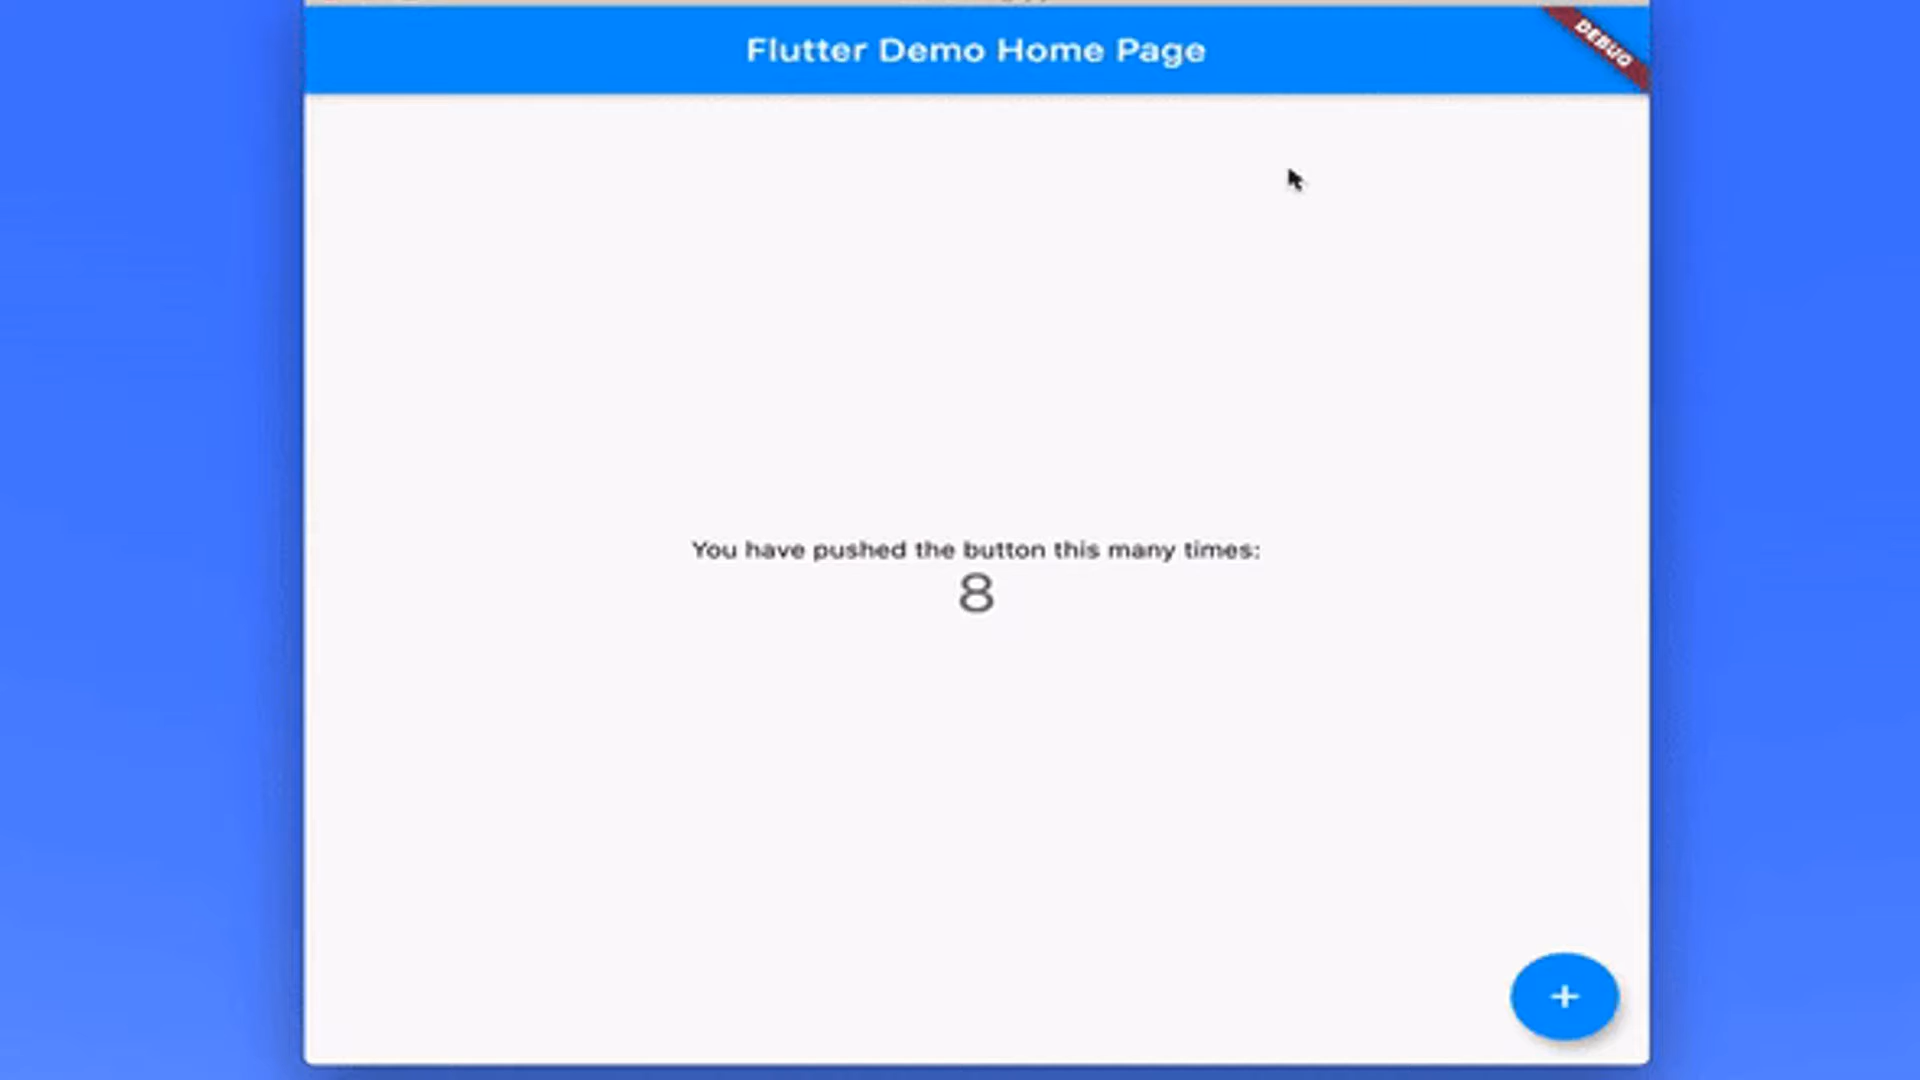 Flutter Demo Home Page
DEBUG
You have pushed the button this many times:
8
+